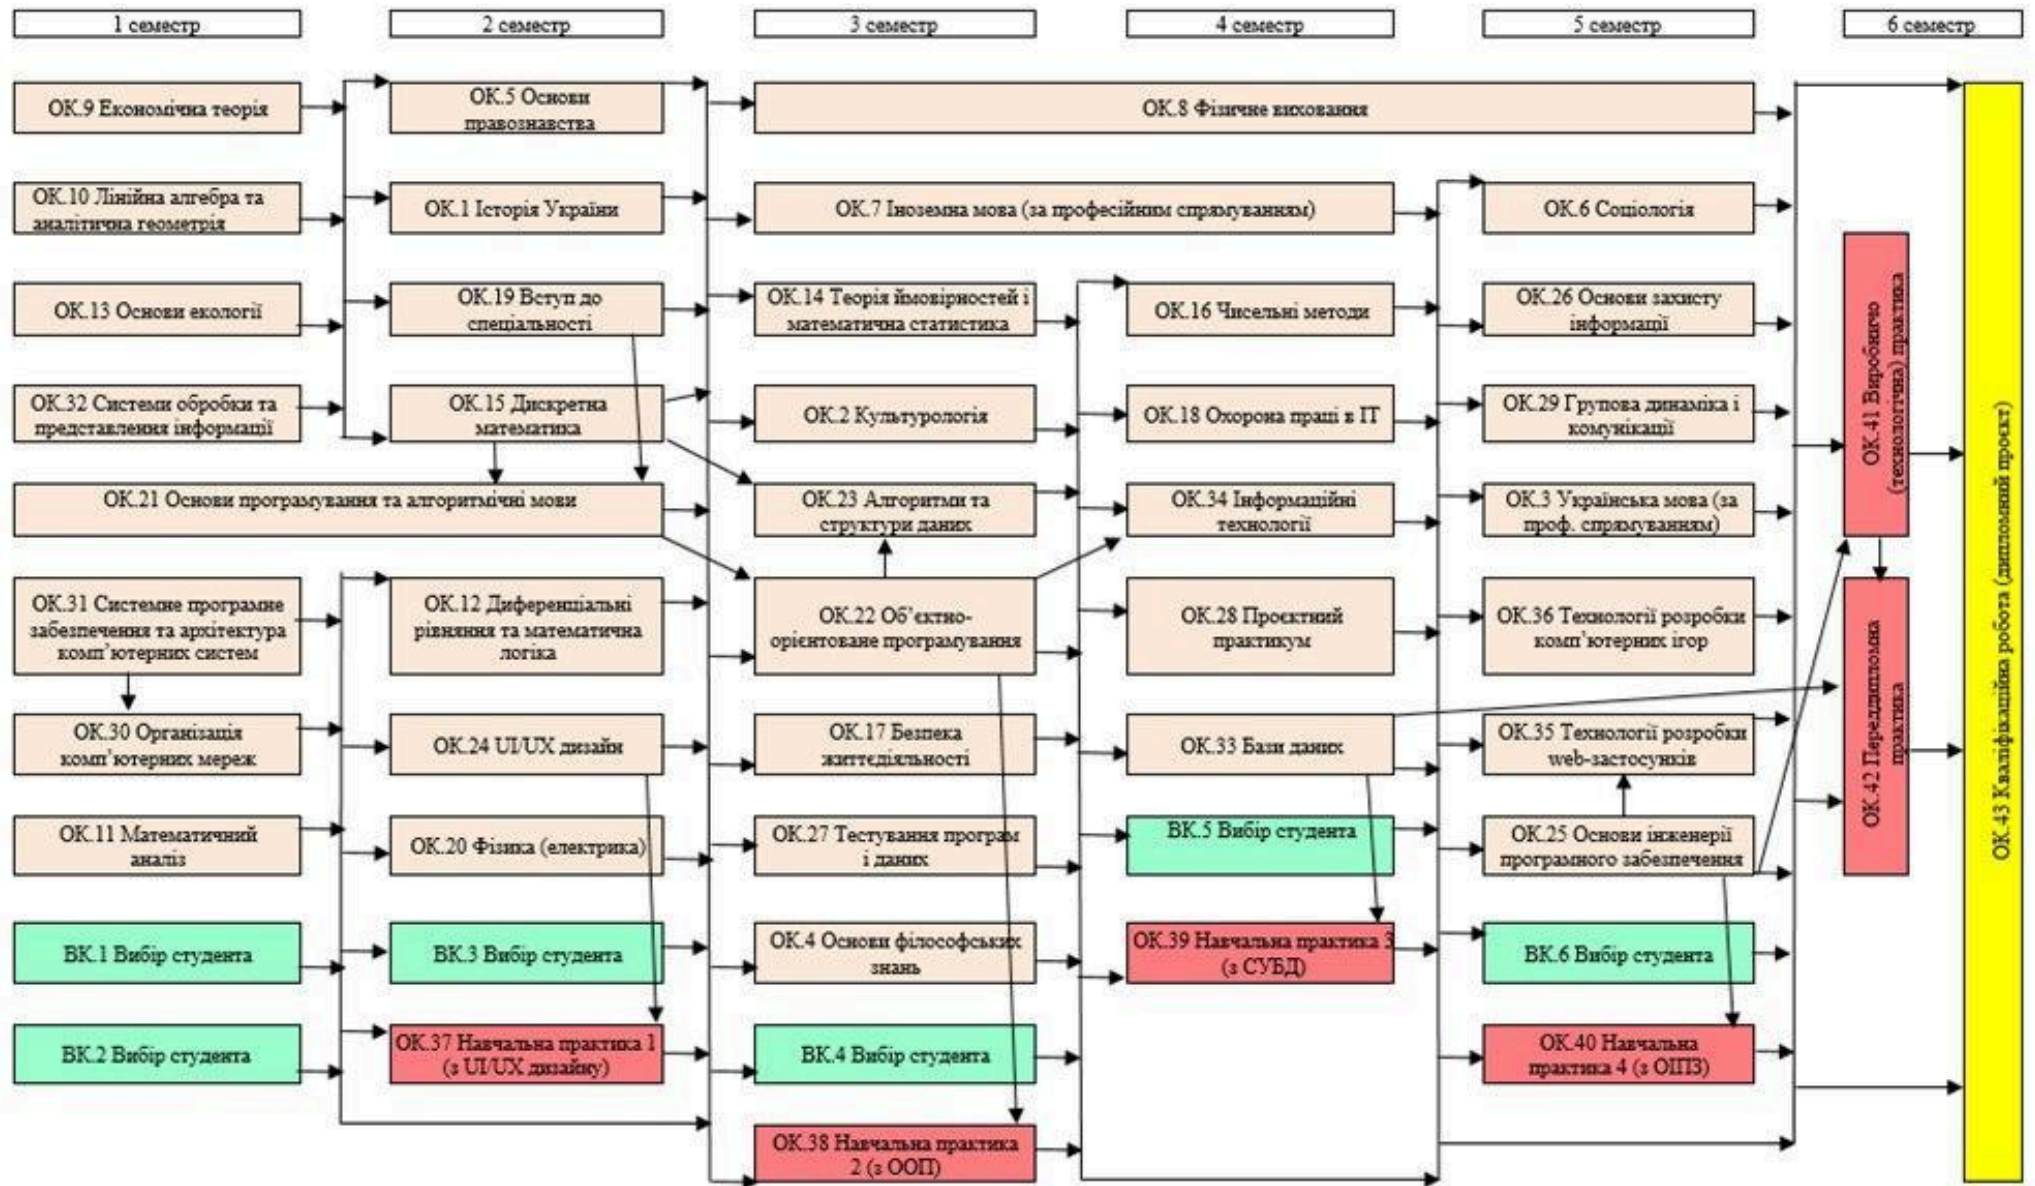 1 семестр
2 семестр
3 семестр
4 семестр
5 семестр
6 семестр
ОК.9 Економічна теорія
ОК.10 Лінійна алгебра та
аналітична геометрія
ОК.13 Основи екології
ОК.32 Системи обробки та
представлення інформації
ОК.21 Основи програмування та алгоритмічні мови
ОК.31 Системне програмне
забезпечення та архітектура
комп’ютерних систем
ОК.30 Організація
комп’ютерних мереж
ОК.11 Математичний
аналіз
ВК.1 Вибір студента
ВК.2 Вибір студента
ОК.5 Основи
правознавства
ОК.1 Історія України
ОК.19 Вступ до
спеціальності
ОК.15 Дискретна
математика
ОК.12 Диференціальні
рівняння та математична
логіка
ОК.24 UI/UX дизайн
ОК.20 Фізика (електрика)
ВК.3 Вибір студента
ОК.37 Навчальна практика 1
(з UI/UX дизайну)
ОК.8 Фізичне виховання
ОК.7 Іноземна мова (за професійним спрямуванням)
ОК.14 Теорія ймовірностей і
математична статистика
ОК.2 Культурологія
ОК.23 Алгоритми та
структури даних
ОК.22 Об’єктно-
орієнтоване програмування
ОК.17 Безпека
життєдіяльності
ОК.27 Тестування програм
і даних
ОК.4 Основи філософських
знань
ВК.4 Вибір студента
ОК.38 Навчальна практика
2 (з ООП)
ОК.16 Чисельні методи
ОК.18 Охорона праці в ІТ
ОК.34 Інформаційні
технології
ОК.28 Проєктний
практикум
ОК.33 Бази даних
ВК.5 Вибір студента
ОК.39 Навчальна практика 3
(з СУБД)
ОК.6 Соціологія
ОК.26 Основи захисту
інформації
ОК.29 Групова динаміка і
комунікації
ОК.3 Українська мова (за
проф. спрямуванням)
ОК.36 Технології розробки
комп’ютерних ігор
ОК.35 Технології розробки
web-застосунків
ОК.25 Основи інженерії
програмного забезпечення
ВК.6 Вибір студента
ОК.40 Навчальна
практика 4 (з ОІПЗ)
ОК.41 Виробничо
(технологічна) практика
ОК.42 Переддипломна
практика
ОК.43 Кваліфікаційна робота (дипломний проєкт)